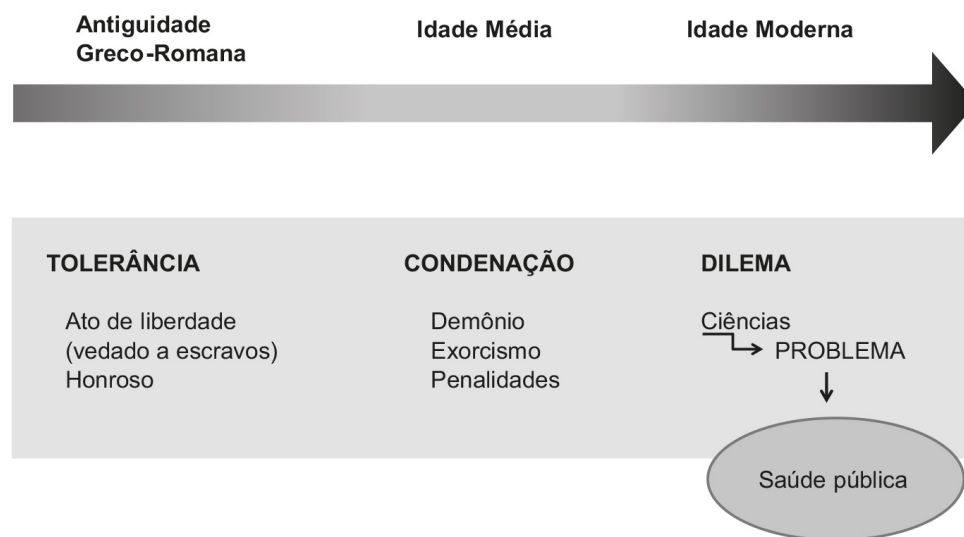 Antiguidade
Greco-Romana
Idade Média
Idade Moderna
TOLERÂNCIA
Ato de liberdade
(vedado a escravos)
Honroso
CONDENAÇÃO
Demônio
Exorcismo
Penalidades
DILEMA
Ciências
PROBLEMA
Saúde pública